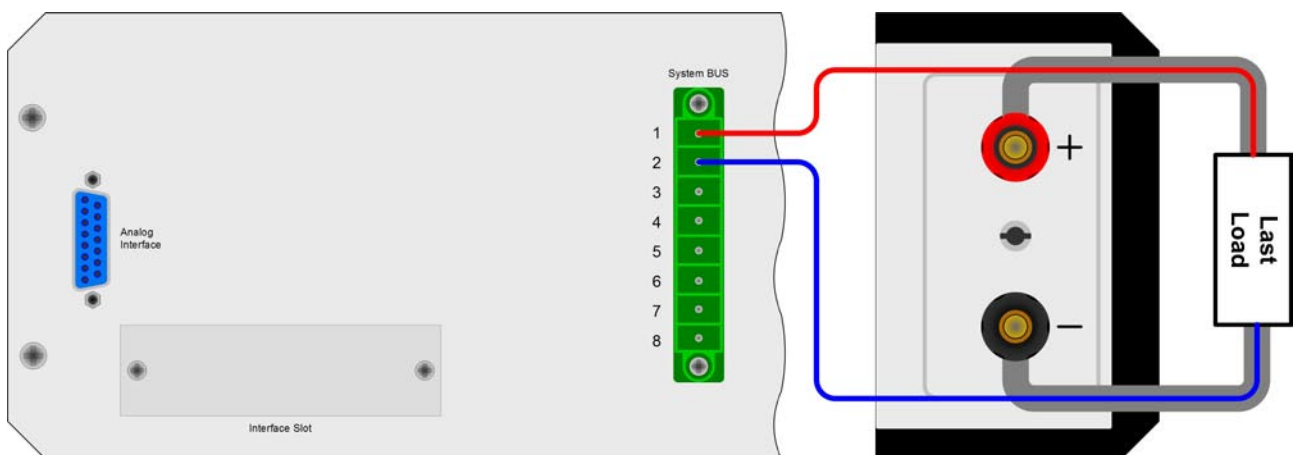 System BUS
1
2
3
4
5
6
7
8
Analog
Interface
Interface Slot
+
−
Last
Load